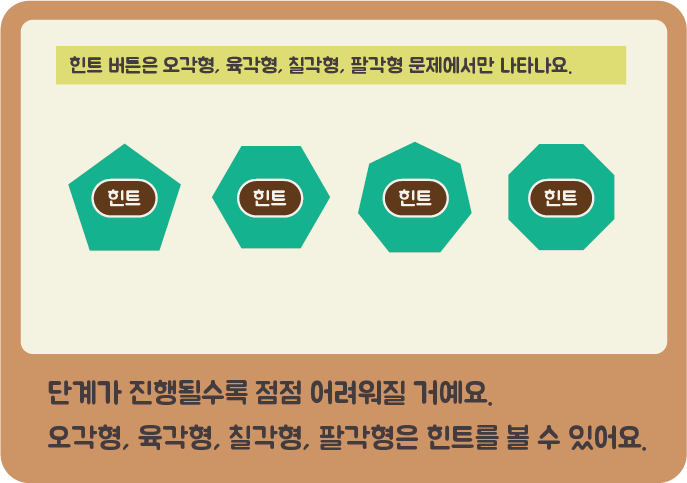 힌트 버튼은 오각형, 육각형, 칠각형, 팔각형 문제에서만 나타나요.
힌트 힌트 힌트 힌트
단계가 진행될수록 점점 어려워질 거예요.
오각형, 육각형, 칠각형, 팔각형은 힌트를 볼 수 있어요.